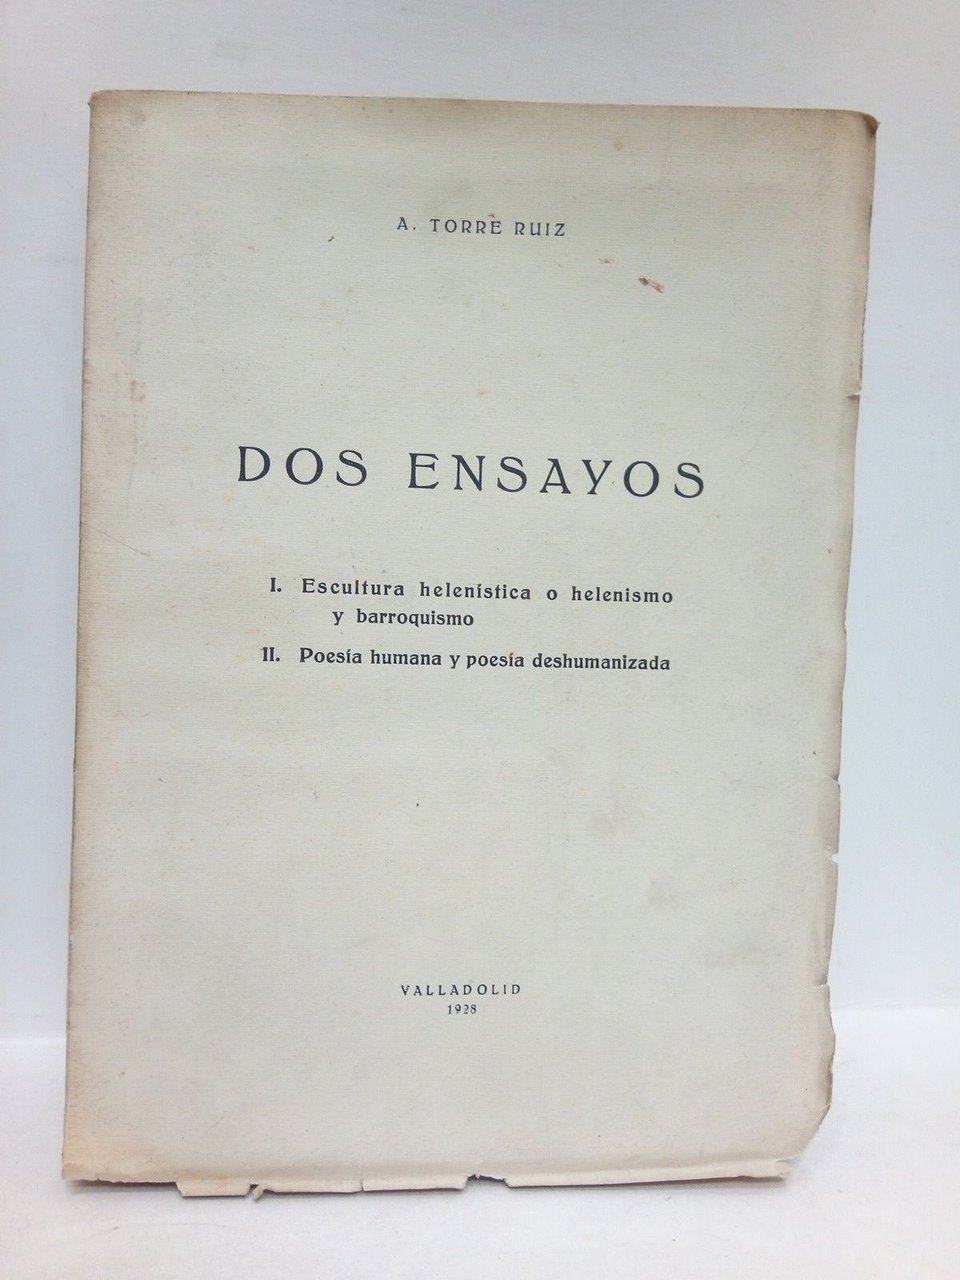 A. TORRE RUIZ
DOS ENSAYOS
I. Escultura helenística o helenismo
y barroquismo
II. Poesía humana y poesía deshumanizada
VALLADOLID
1928